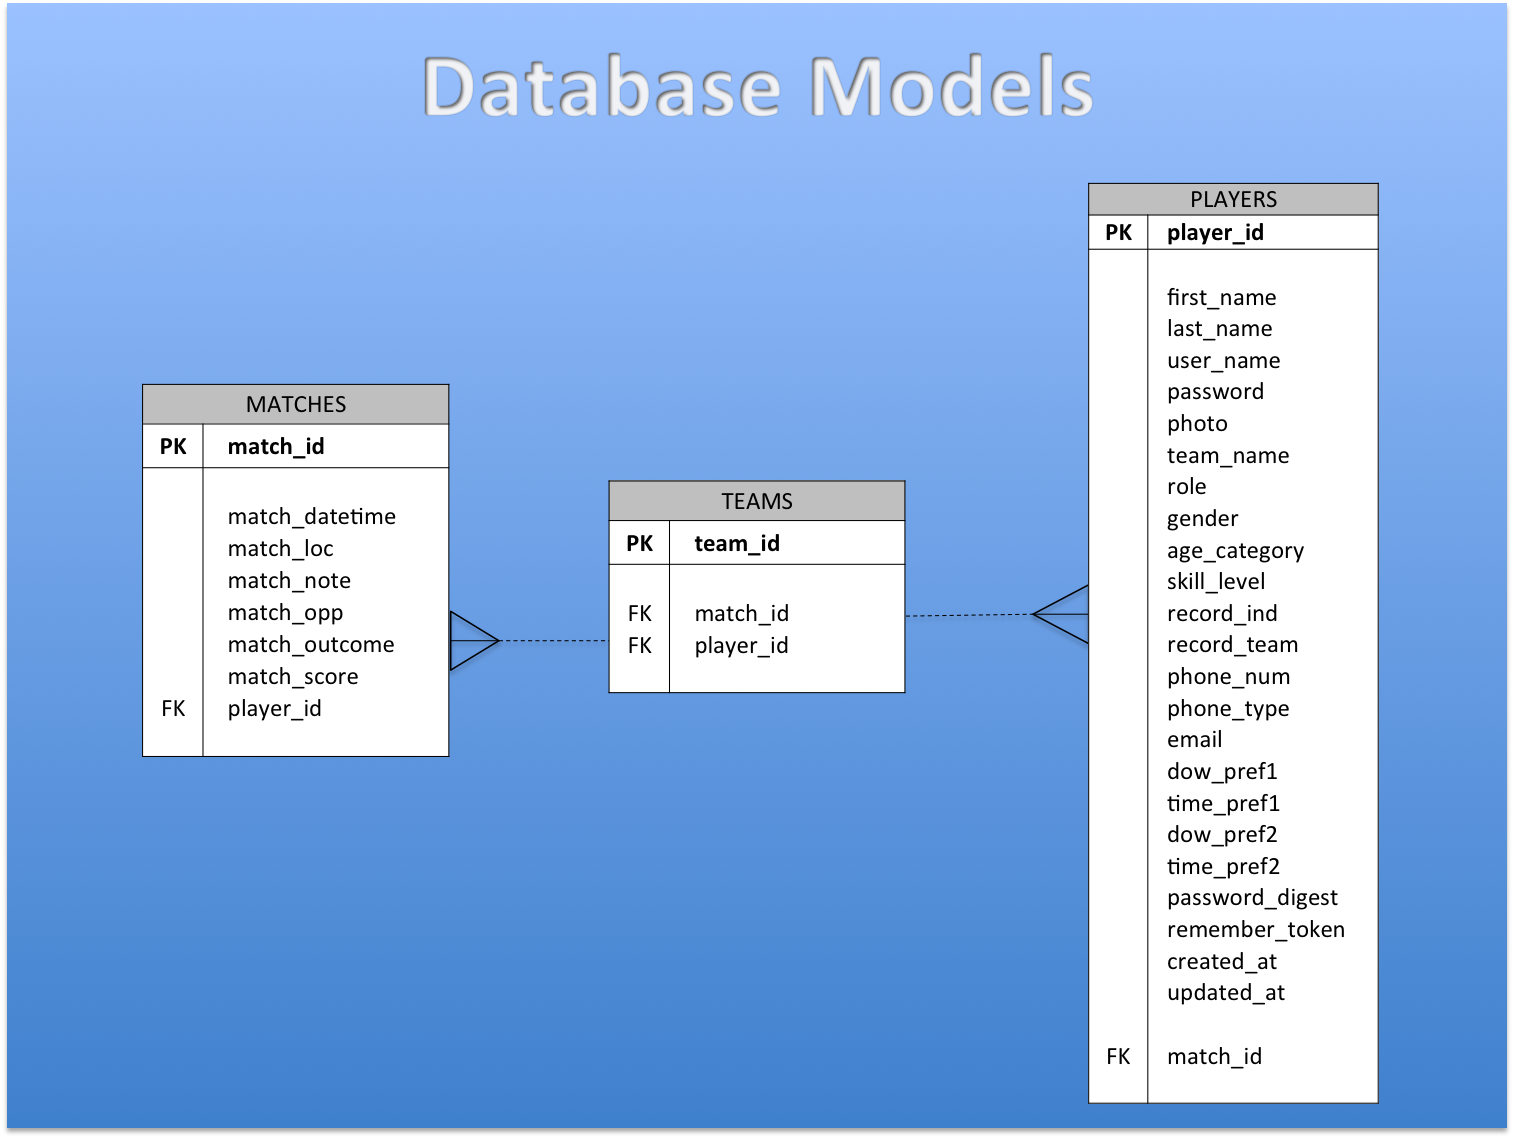 Database Models
MATCHES
PK match_id
match_datetime
match_loc
match_note
match_opp
match_outcome
match_score
FK player_id
TEAMS
PK team_id
FK match_id
FK player_id
PLAYERS
PK player_id
first_name
last_name
user_name
password
photo
team_name
role
gender
age_category
skill_level
record_ind
record_team
phone_num
phone_type
email
dow_pref1
time_pref1
dow_pref2
time_pref2
password_digest
remember_token
created_at
updated_at
FK match_id